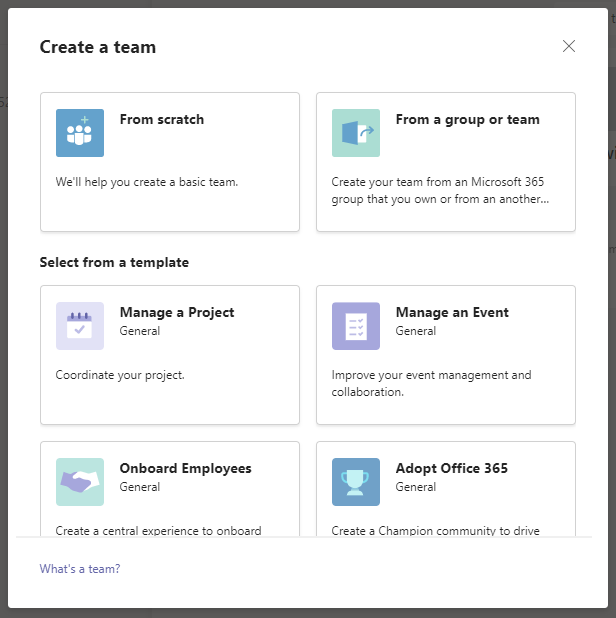 Create a team
From scratch
We'll help you create a basic team.
From a group or team
Create your team from an Microsoft 365
group that you own or from an another...
Select from a template
Manage a Project
General
Coordinate your project.
Manage an Event
General
Improve your event management and
collaboration.
Onboard Employees
General
Create a central experience to onboard
Adopt Office 365
General
Create a Champion community to drive
What's a team?